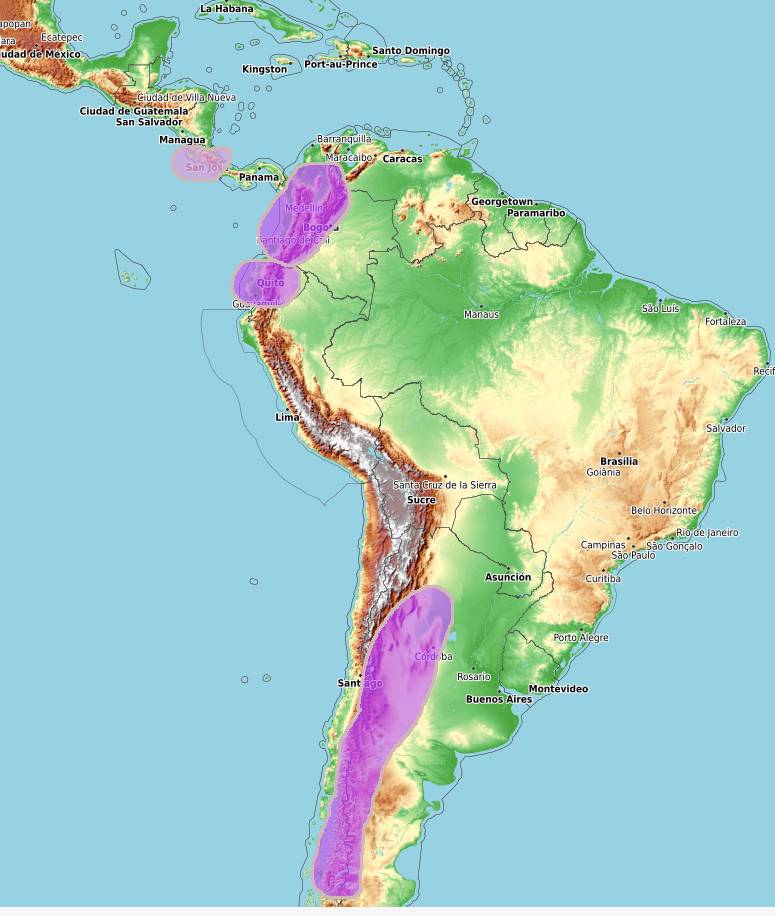 La Habana
apopan
Ecatepec
ara
udad de México
Santo Domingo
Port-au-Prince
Kingston
Ciudad de Villa Nueva
Ciudad de Guatemala
San Salvador
Managua
Barranquilla
Maracaibo
Caracas
San Jos
Panamá
Georgetown
Paramaribo
Medellín
Bogota
Santiago de Cali
Quito
Guayaquil
Manaus
São Luís
Fortaleza
Recif
Lima
Salvador
Brasília
Goiânia
Santa Cruz de la Sierra
Sucre
Belo Horizonte
Rio de Janeiro
Campinas
São Gonçalo
São Paulo
Asunción
Curitiba
Porto Alegre
Córdoba
Rosario
Santiago
Buenos Aires
Montevideo